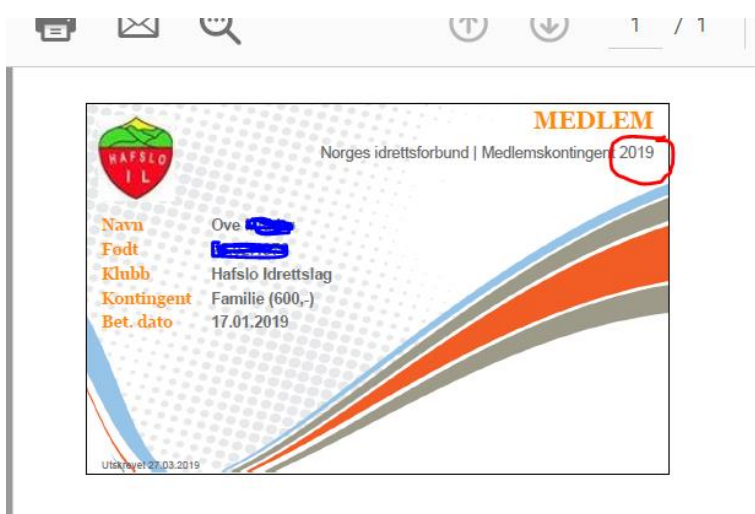 1 / 1
MEDLEM
Norges idrettsforbund | Medlemskontingent 2019
HAFSLO
IL
Navn Ove
Født
Klubb Hafslo Idrettslag
Kontingent Familie (600,-)
Bet. dato 17.01.2019
Utskrevet 27.03.2019